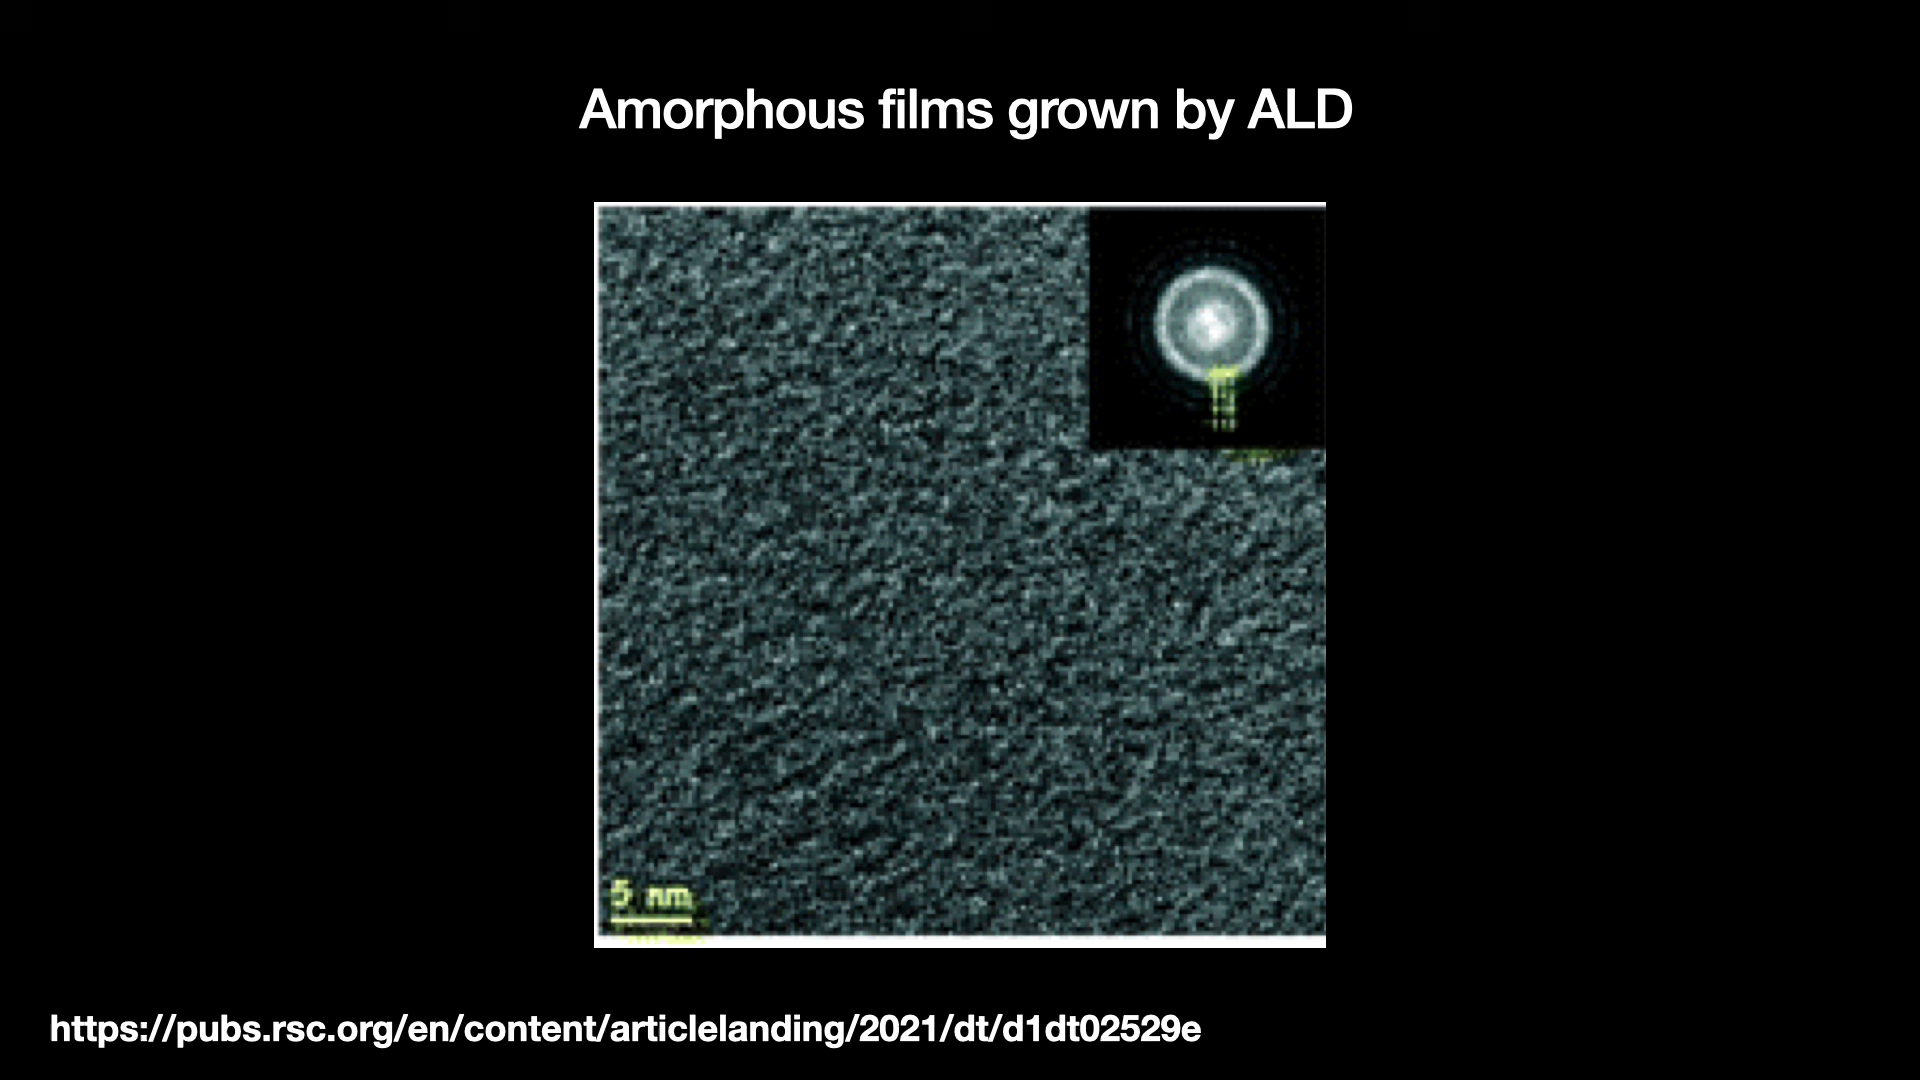 Amorphous films grown by ALD
5 nm
https://pubs.rsc.org/en/content/articlelanding/2021/dt/d1dt02529e